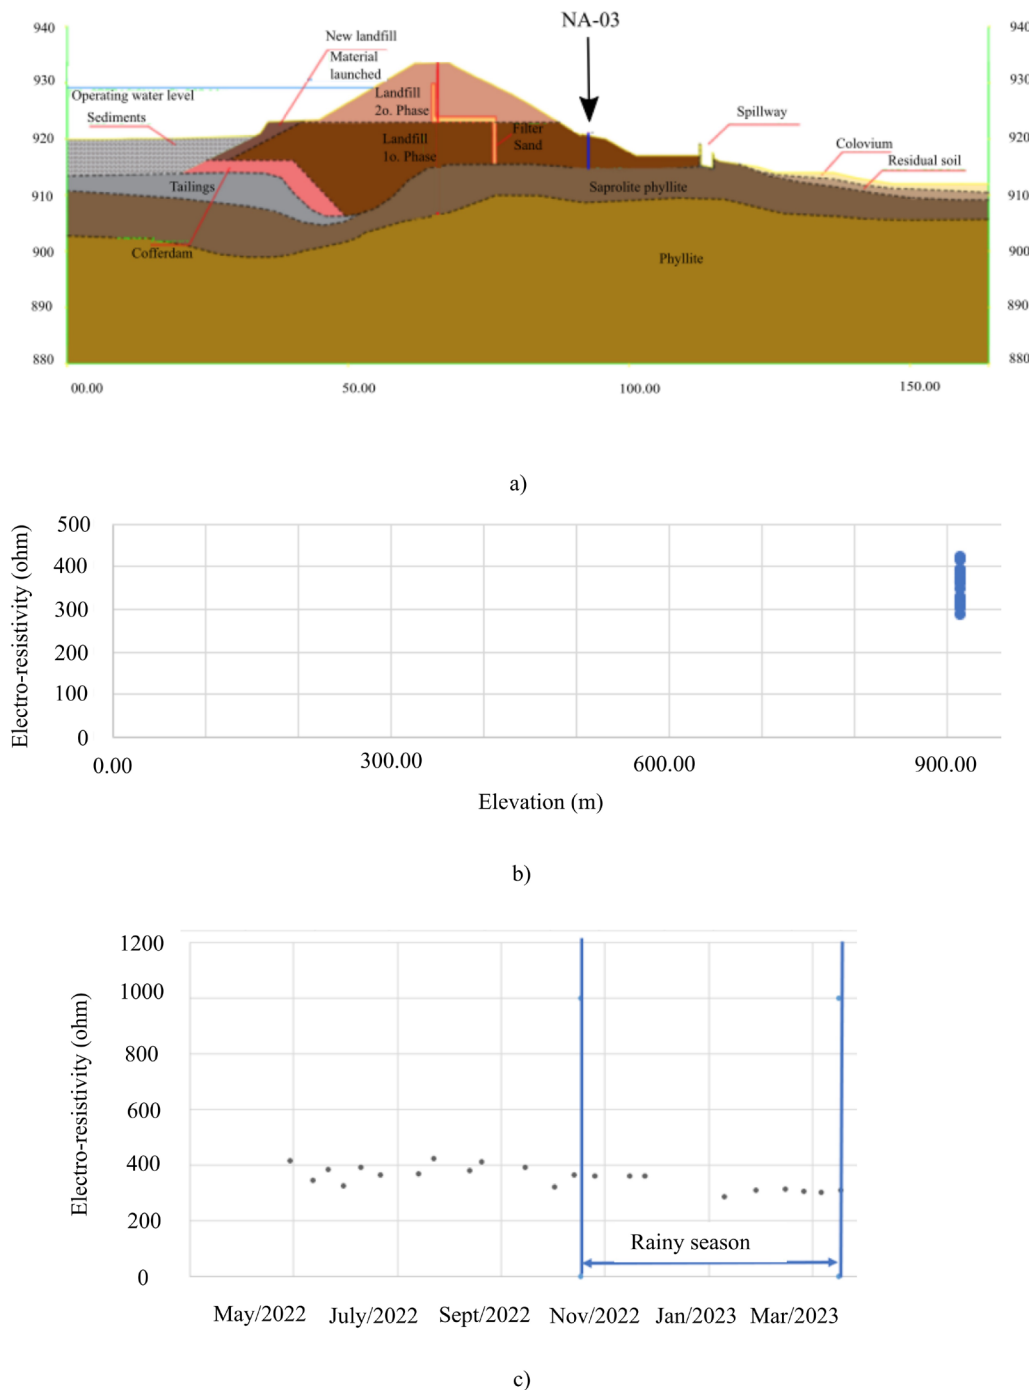 NA-03
940
940
New landfill
Material
launched
930
930
Operating water level
Landfill
2o. Phase
Sediments
Spillway
920
920
Filter
Sand
Landfill
1o. Phase
Colovium
Residual soil
Tailings
Saprolite phyllite
910
910
Cofferdam
Phyllite
900
900
890
890
880
880
00.00
50.00
100.00
150.00
a)
Electro-resistivity (ohm)
500
400
300
200
100
0
0.00
300.00
600.00
900.00
Elevation (m)
b)
Electro-resistivity (ohm)
1200
1000
800
600
400
200
0
Rainy season
May/2022
July/2022
Sept/2022
Nov/2022
Jan/2023
Mar/2023
c)